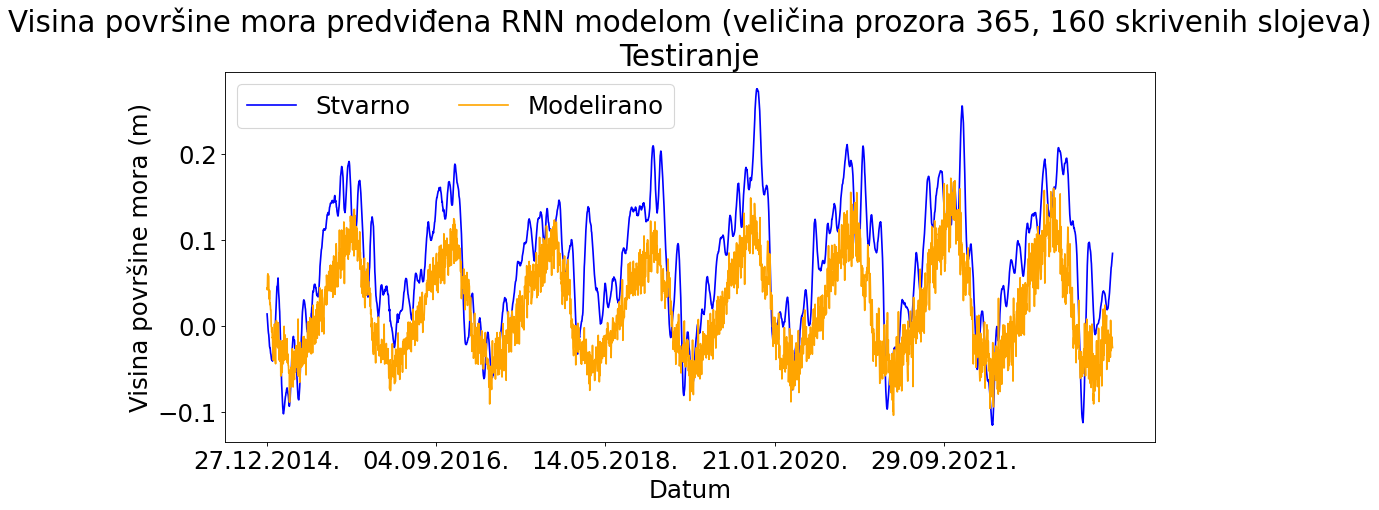 Visina površine mora predviđena RNN modelom (veličina prozora 365, 160 skrivenih slojeva)
Testiranje
Stvarno
Modelirano
Visina površine mora (m)
0.2
0.1
0.0
−0.1
27.12.2014.
04.09.2016.
14.05.2018.
21.01.2020.
29.09.2021.
Datum